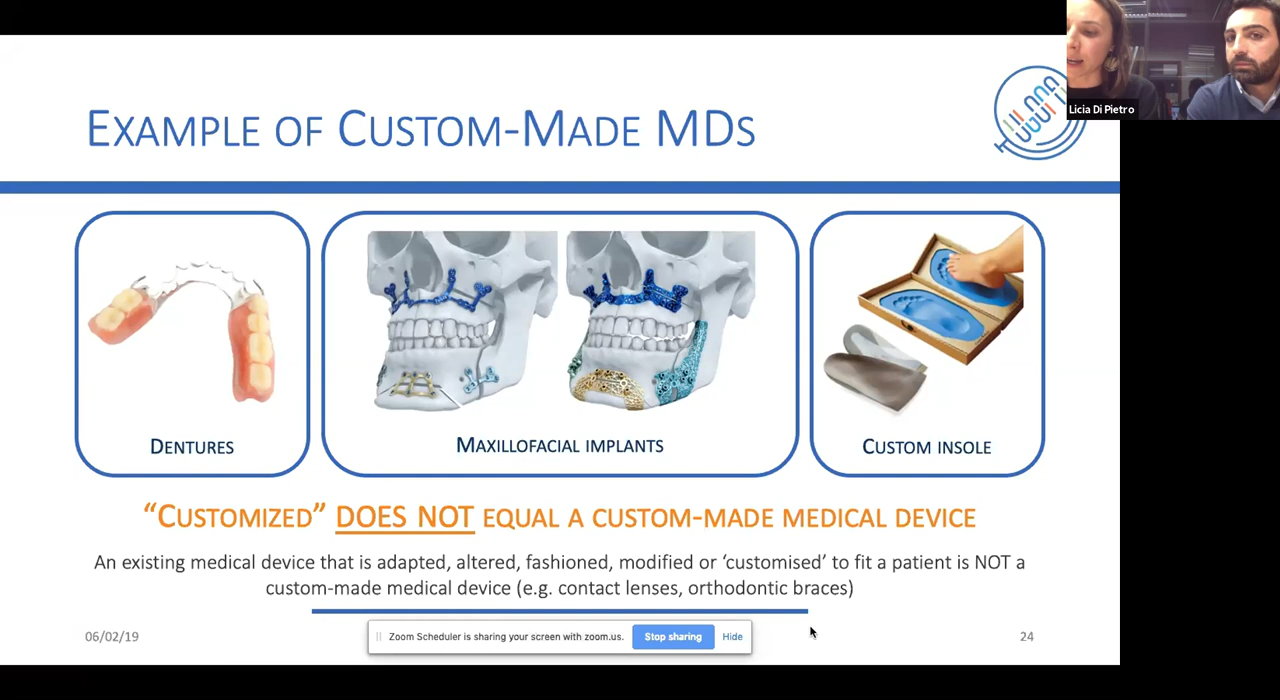 EXAMPLE OF CUSTOM-MADE MDS
Licia Di Pietro
DENTURES
MAXILLOFACIAL IMPLANTS
CUSTOM INSOLE
“CUSTOMIZED” DOES NOT EQUAL A CUSTOM-MADE MEDICAL DEVICE
An existing medical device that is adapted, altered, fashioned, modified or ‘customised’ to fit a patient is NOT a
custom-made medical device (e.g. contact lenses, orthodontic braces)
06/02/19
Zoom Scheduler is sharing your screen with zoom.us.
Stop sharing
Hide
24